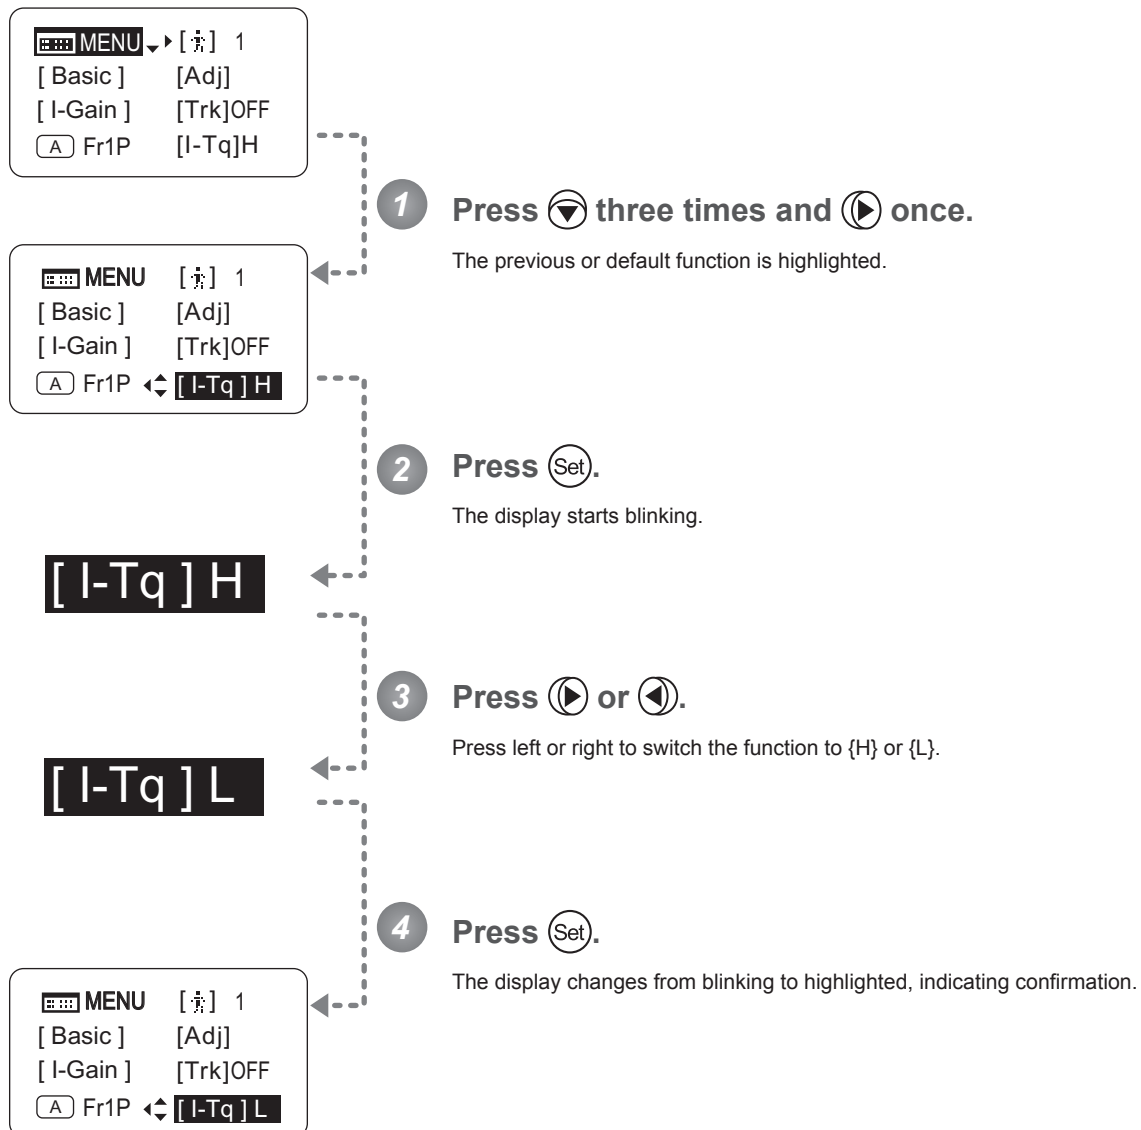 MENU [ ] 1
[ Basic ] [Adj]
[ I-Gain ] [Trk]OFF
A Fr1P [I-Tq]H
1 Press three times and once.
The previous or default function is highlighted.
MENU [ ] 1
[ Basic ] [Adj]
[ I-Gain ] [Trk]OFF
A Fr1P [ I-Tq ] H
2 Press Set.
The display starts blinking.
[ I-Tq ] H
3 Press or .
Press left or right to switch the function to {H} or {L}.
[ I-Tq ] L
4 Press Set.
The display changes from blinking to highlighted, indicating confirmation.
MENU [ ] 1
[ Basic ] [Adj]
[ I-Gain ] [Trk]OFF
A Fr1P [ I-Tq ] L